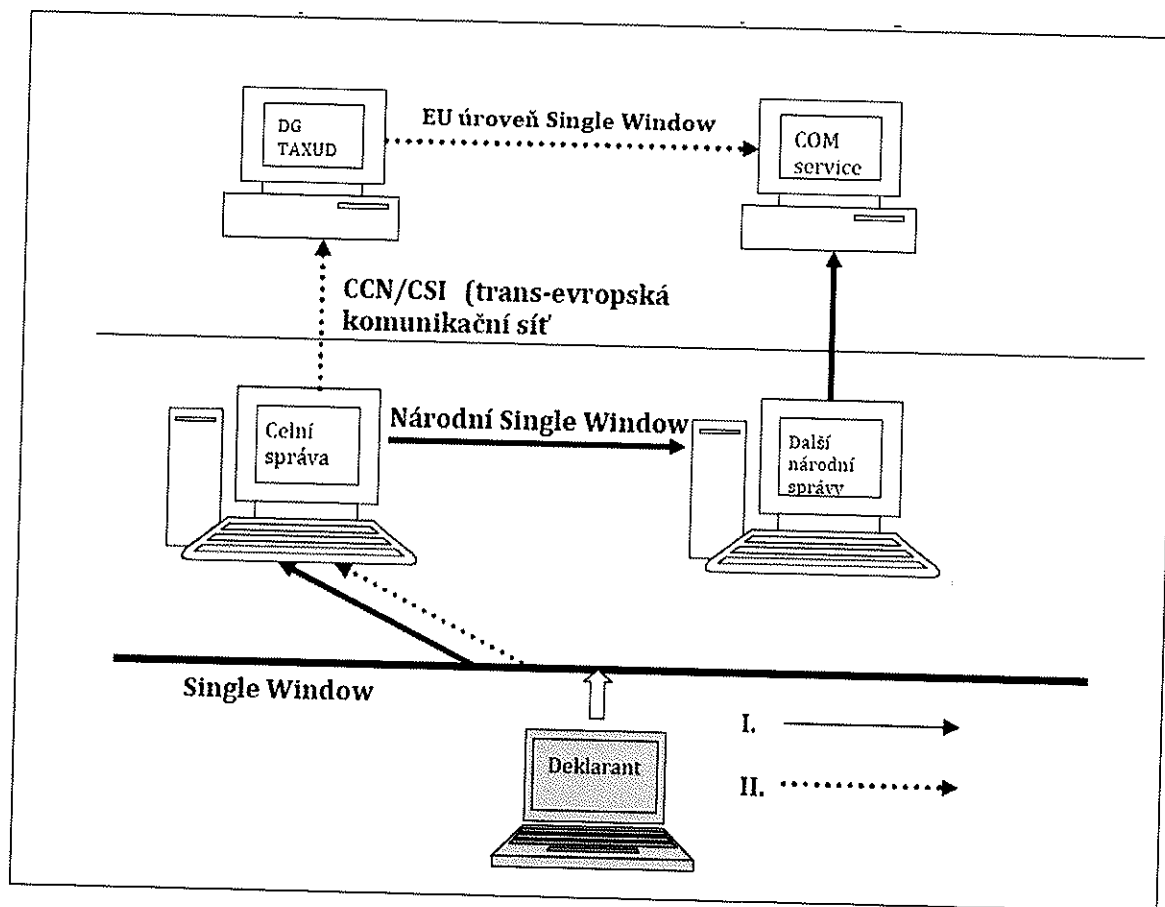 DG
TAXUD
EU úroveň Single Window
COM
service
CCN/CSI (trans-evropská
komunikační síť
Celní
správa
Národní Single Window
Další
národní
správy
Single Window
Deklarant
I.
II.